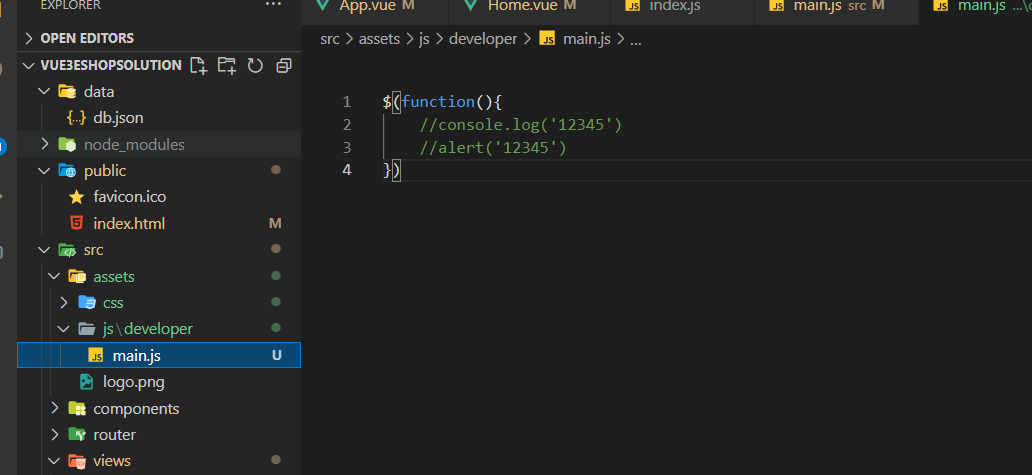 EXPLORER
···
App.vue M
Home.vue M
index.js
main.js src M
main.js ...\d
OPEN EDITORS
VUE3ESHOPSOLUTION
src > assets > js > developer > JS main.js > ...
data
{..} db.json
node_modules
public
favicon.ico
index.html M
src
assets
css
js\developer
JS main.js U
logo.png
components
router
views
1 $(function(){
2 //console.log('12345')
3 //alert('12345')
4 })